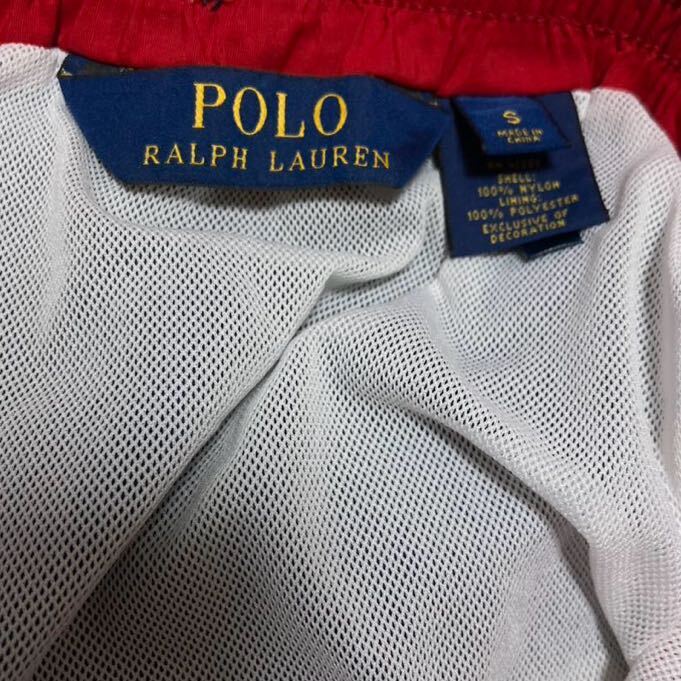 POLO
RALPH LAUREN
S
MADE IN
CHINA
SHELL:
100% NYLON
LINING:
100% POLYESTER
EXCLUSIVE OF
DECORATION